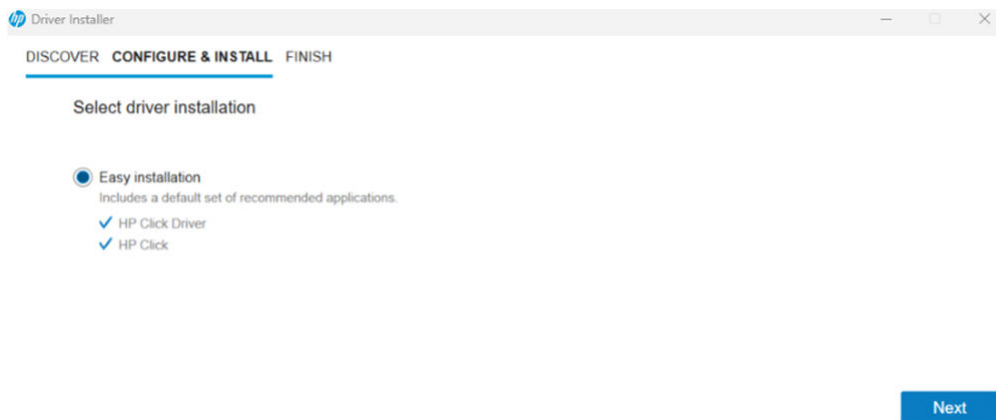 hp Driver Installer
DISCOVER CONFIGURE & INSTALL FINISH
Select driver installation
Easy installation
Includes a default set of recommended applications.
HP Click Driver
HP Click
Next